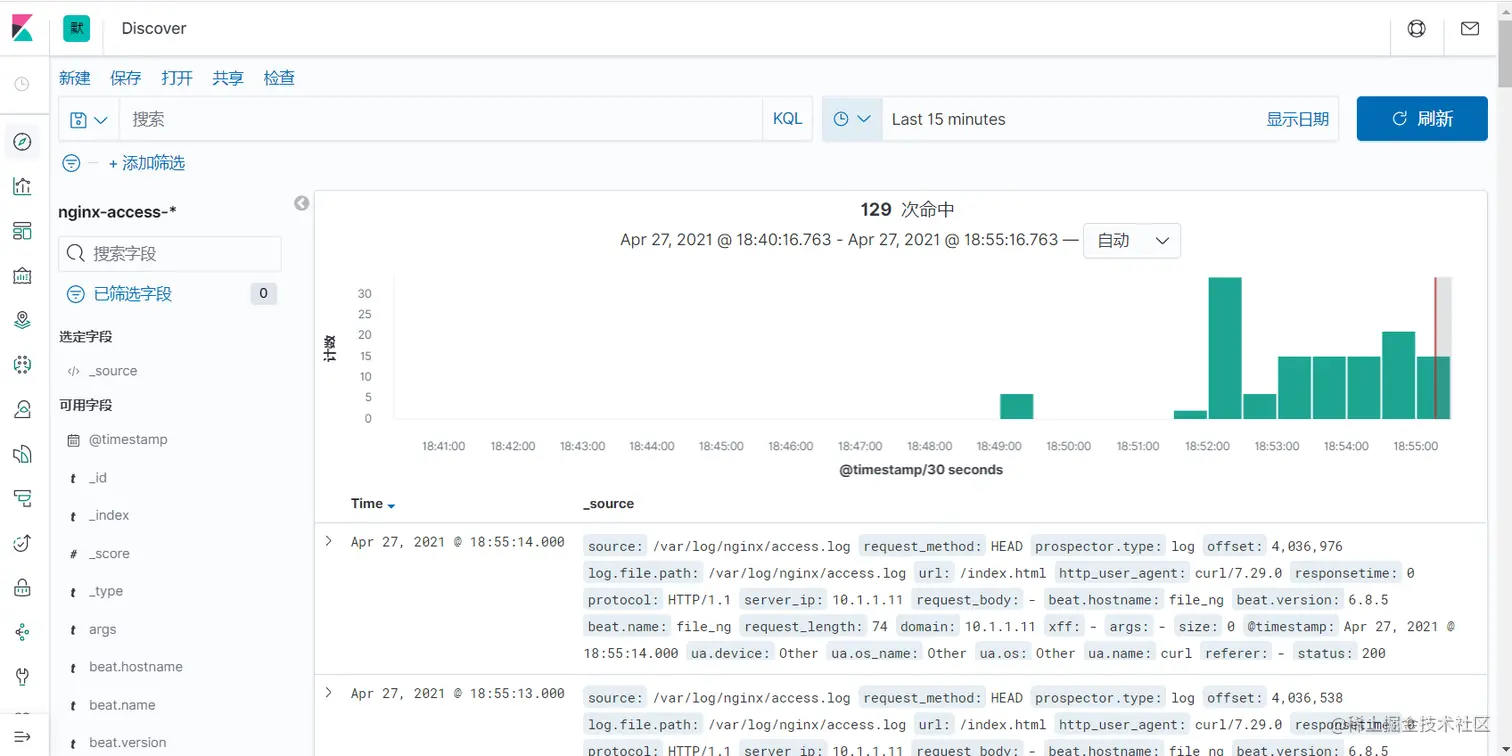 默 Discover
新建 保存 打开 共享 检查
搜索 KQL Last 15 minutes 显示日期 刷新
+ 添加筛选
nginx-access-*
搜索字段
已筛选字段 0
选定字段
_source
可用字段
@timestamp
t _id
t _index
# _score
t _type
t args
t beat.hostname
t beat.name
t beat.version
129 次命中
Apr 27, 2021 @ 18:40:16.763 - Apr 27, 2021 @ 18:55:16.763 — 自动
计数
30
25
20
15
10
5
0
18:41:00 18:42:00 18:43:00 18:44:00 18:45:00 18:46:00 18:47:00 18:48:00 18:49:00 18:50:00 18:51:00 18:52:00 18:53:00 18:54:00 18:55:00
@timestamp/30 seconds
Time _source
Apr 27, 2021 @ 18:55:14.000 source: /var/log/nginx/access.log request_method: HEAD prospector.type: log offset: 4,036,976
log.file.path: /var/log/nginx/access.log url: /index.html http_user_agent: curl/7.29.0 responsetime: 0
protocol: HTTP/1.1 server_ip: 10.1.1.11 request_body: - beat.hostname: file_ng beat.version: 6.8.5
beat.name: file_ng request_length: 74 domain: 10.1.1.11 xff: - args: - size: 0 @timestamp: Apr 27, 2021 @
18:55:14.000 ua.device: Other ua.os_name: Other ua.os: Other ua.name: curl referer: - status: 200
Apr 27, 2021 @ 18:55:13.000 source: /var/log/nginx/access.log request_method: HEAD prospector.type: log offset: 4,036,538
log.file.path: /var/log/nginx/access.log url: /index.html http_user_agent: curl/7.29.0 responsetime: 0
protocol: HTTP/1.1 server_ip: 10.1.1.11 request_body: - beat.hostname: file_ng beat.version: 6.8.5
@稀土掘金技术社区